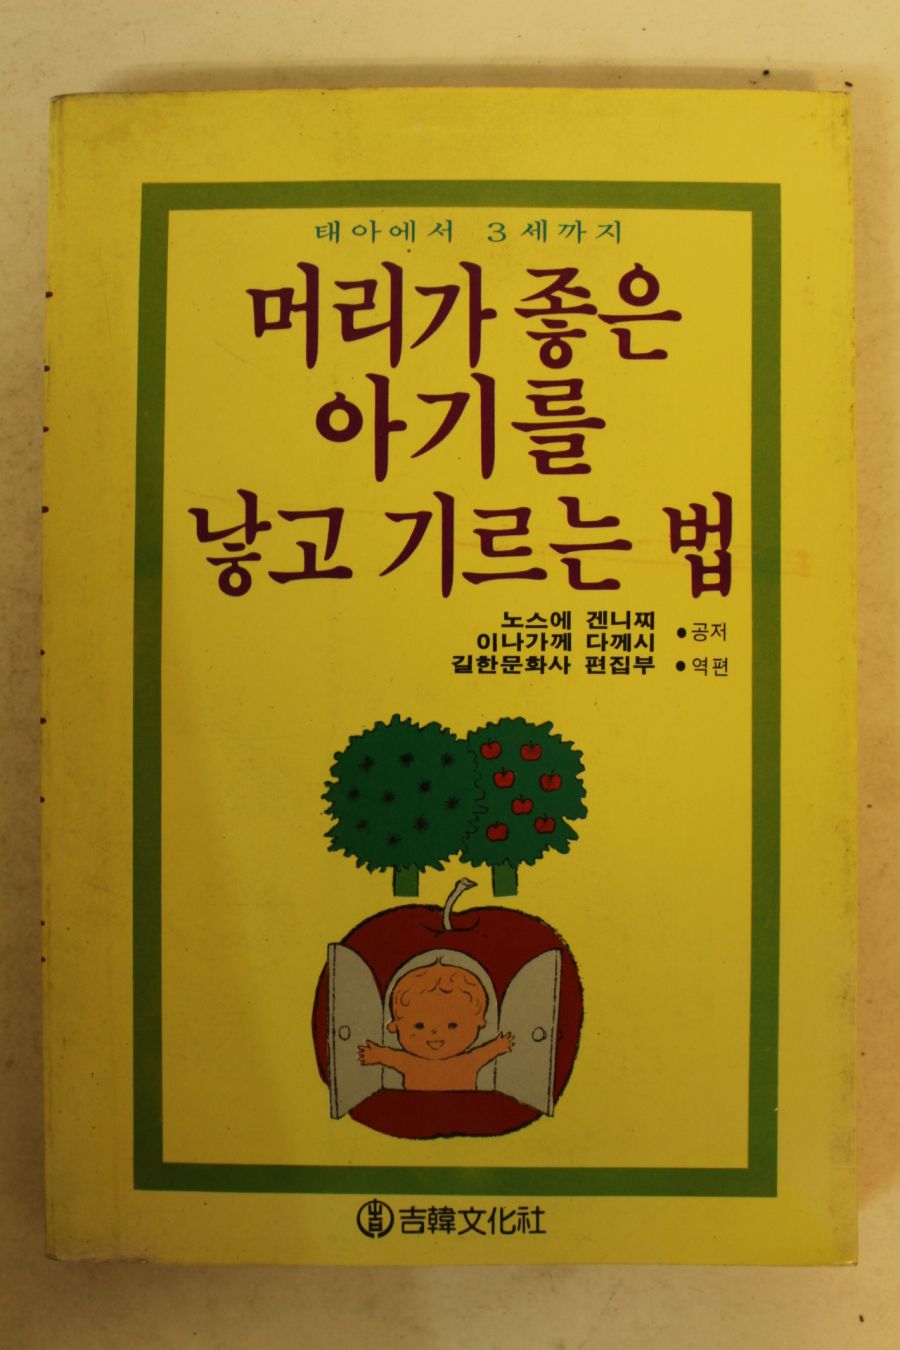 태아에서 3세까지
머리가 좋은
아기를
낳고 기르는 법
노스에 겐니찌
이나가께 다께시 •공저
길한문화사 편집부 •역편
吉韓文化社